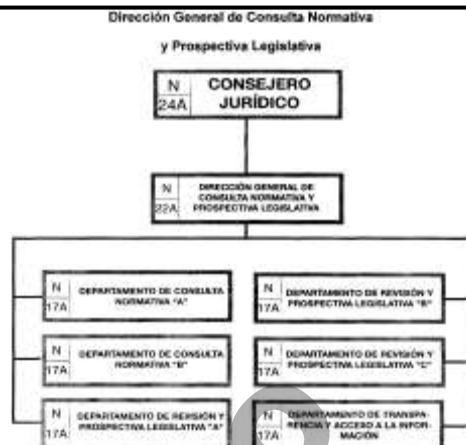 Dirección General de Consulta Normativa
y Prospectiva Legislativa
N
24A
CONSEJERO
JURÍDICO
N
22A
DIRECCIÓN GENERAL DE
CONSULTA NORMATIVA Y
PROSPECTIVA LEGISLATIVA
N
17A
DEPARTAMENTO DE CONSULTA
NORMATIVA "A"
N
17A
DEPARTAMENTO DE REVISIÓN Y
PROSPECTIVA LEGISLATIVA "B"
N
17A
DEPARTAMENTO DE CONSULTA
NORMATIVA "B"
N
17A
DEPARTAMENTO DE REVISIÓN Y
PROSPECTIVA LEGISLATIVA "C"
N
17A
DEPARTAMENTO DE REVISIÓN Y
PROSPECTIVA LEGISLATIVA "A"
N
17A
DEPARTAMENTO DE TRANSPA-
RENCIA Y ACCESO A LA INFOR-
MACIÓN